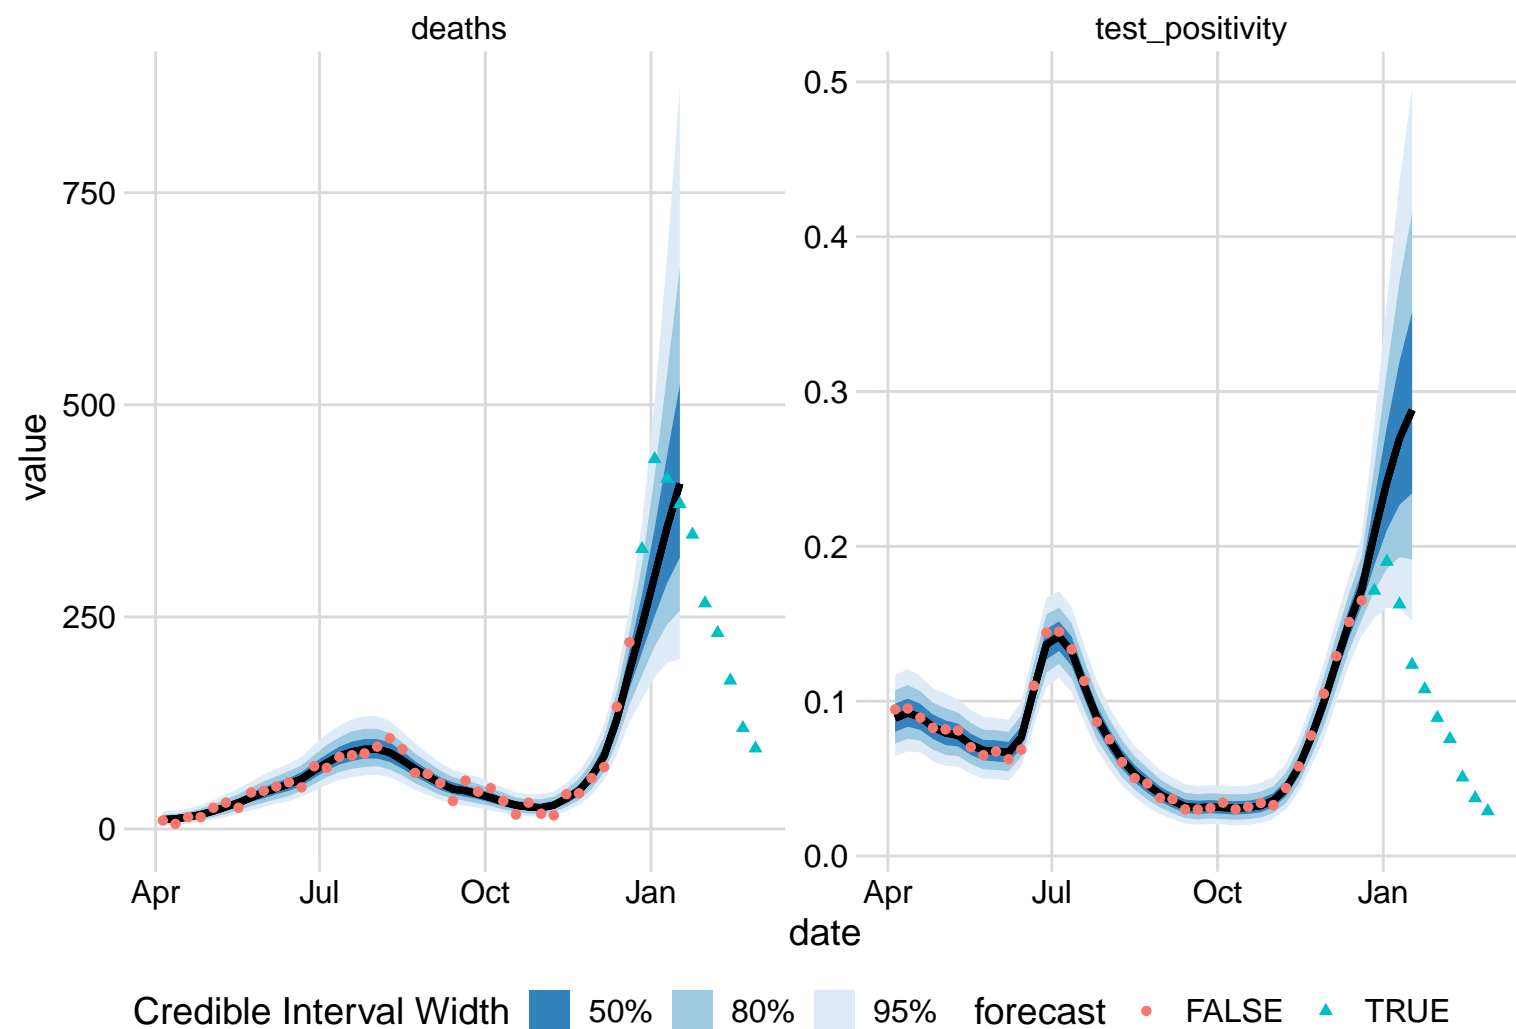 deaths
test_positivity
value
750
500
250
0
0.5
0.4
0.3
0.2
0.1
0.0
Apr Jul Oct Jan
Apr Jul Oct Jan
date
Credible Interval Width 50% 80% 95% forecast FALSE TRUE